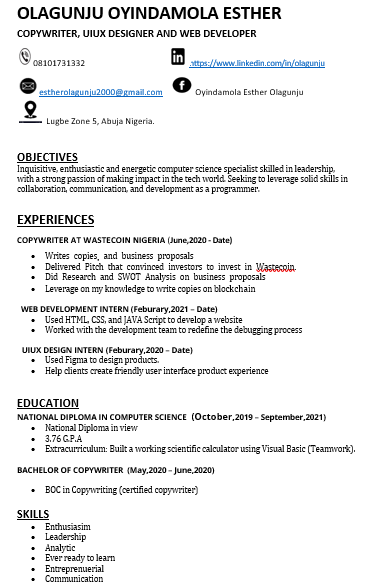 OLAGUNJU OYINDAMOLA ESTHER
COPYWRITER, UIUX DESIGNER AND WEB DEVELOPER
08101731332
https://www.linkedin.com/in/olagunju
estherolagunju2000@gmail.com
Oyindamola Esther Olagunju
Lugbe Zone 5, Abuja Nigeria.
OBJECTIVES
Inquisitive, enthusiastic and energetic computer science specialist skilled in leadership,
with a strong passion of making impact in the tech world. Seeking to leverage solid skills in
collaboration, communication, and development as a programmer.
EXPERIENCES
COPYWRITER AT WASTECOIN NIGERIA (June,2020 - Date)
• Writes copies, and business proposals
• Delivered Pitch that convinced investors to invest in Wastecoin
• Did Research and SWOT Analysis on business proposals
• Leverage on my knowledge to write copies on blockchain
WEB DEVELOPMENT INTERN (Feburary,2021 – Date)
• Used HTML, CSS, and JAVA Script to develop a website
• Worked with the development team to redefine the debugging process
UIUX DESIGN INTERN (Feburary,2020 – Date)
• Used Figma to design products.
• Help clients create friendly user interface product experience
EDUCATION
NATIONAL DIPLOMA IN COMPUTER SCIENCE (October,2019 – September,2021)
• National Diploma in view
• 3.76 G.P.A
• Extracurriculum: Built a working scientific calculator using Visual Basic (Teamwork).
BACHELOR OF COPYWRITER (May,2020 – June,2020)
• BOC in Copywriting (certified copywriter)
SKILLS
• Enthusiasim
• Leadership
• Analytic
• Ever ready to learn
• Entreprenuerial
• Communication